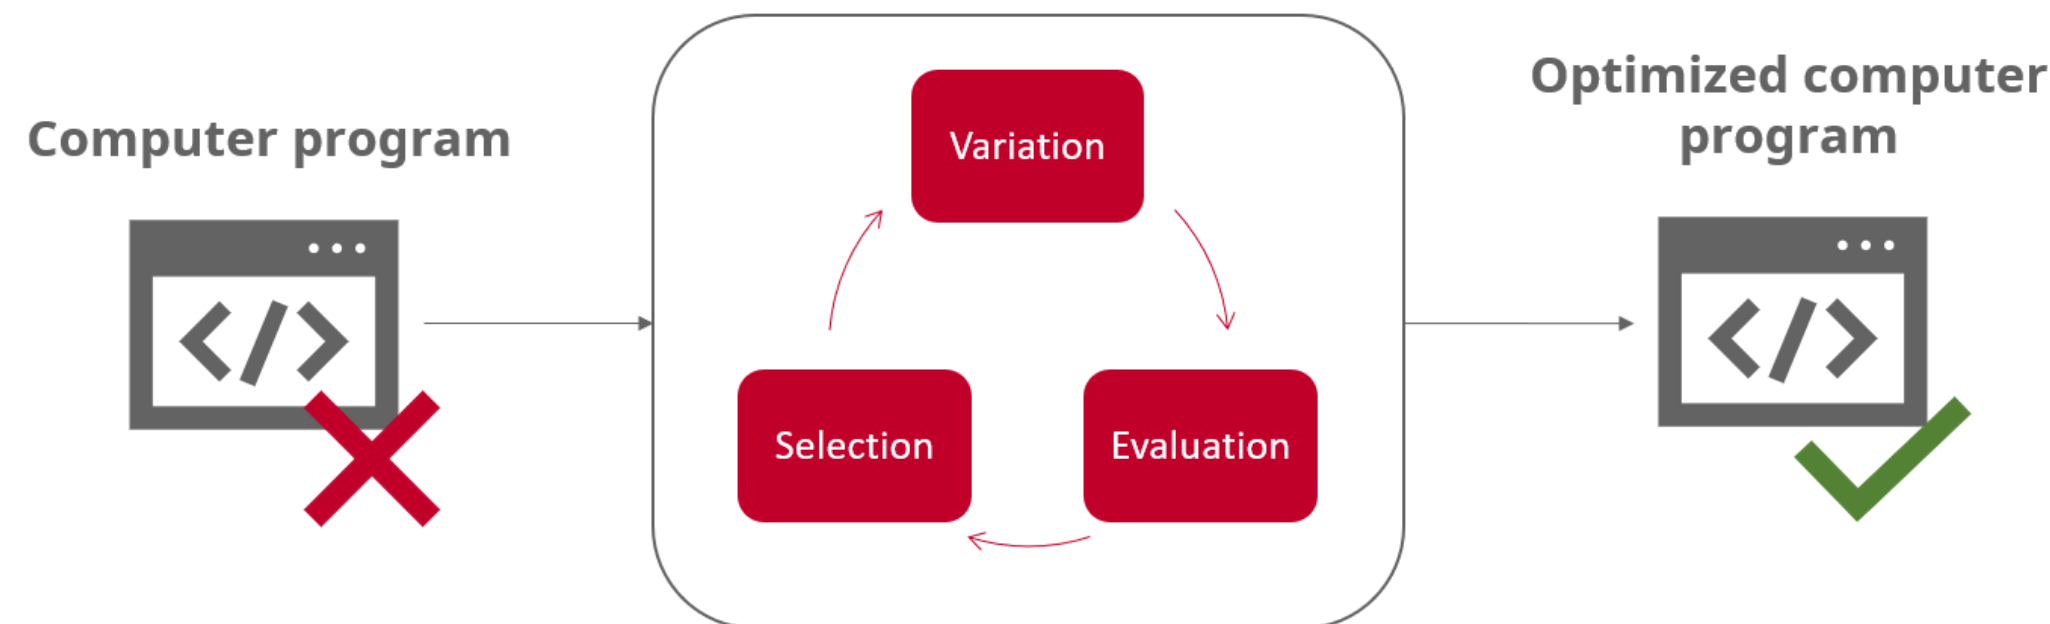 Computer program
Variation
Selection
Evaluation
Optimized computer
program